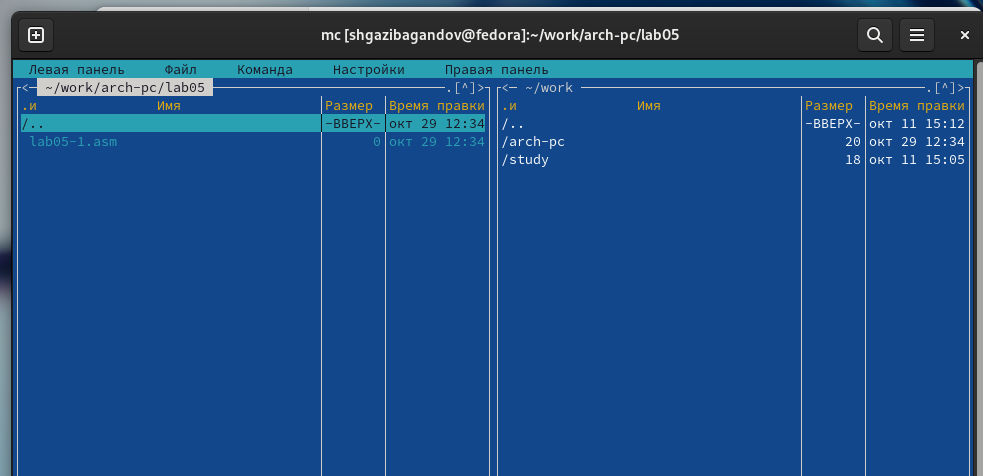 mc [shgazibagandov@fedora]:~/work/arch-pc/lab05
Левая панель Файл Команда Настройки Правая панель
<— ~/work/arch-pc/lab05 .[^]> <— ~/work .[^]>
.и Имя Размер Время правки .и Имя Размер Время правки
/.. -ВВЕРХ- окт 29 12:34 /.. -ВВЕРХ- окт 11 15:12
lab05-1.asm 0 окт 29 12:34 /arch-pc 20 окт 29 12:34
/study 18 окт 11 15:05